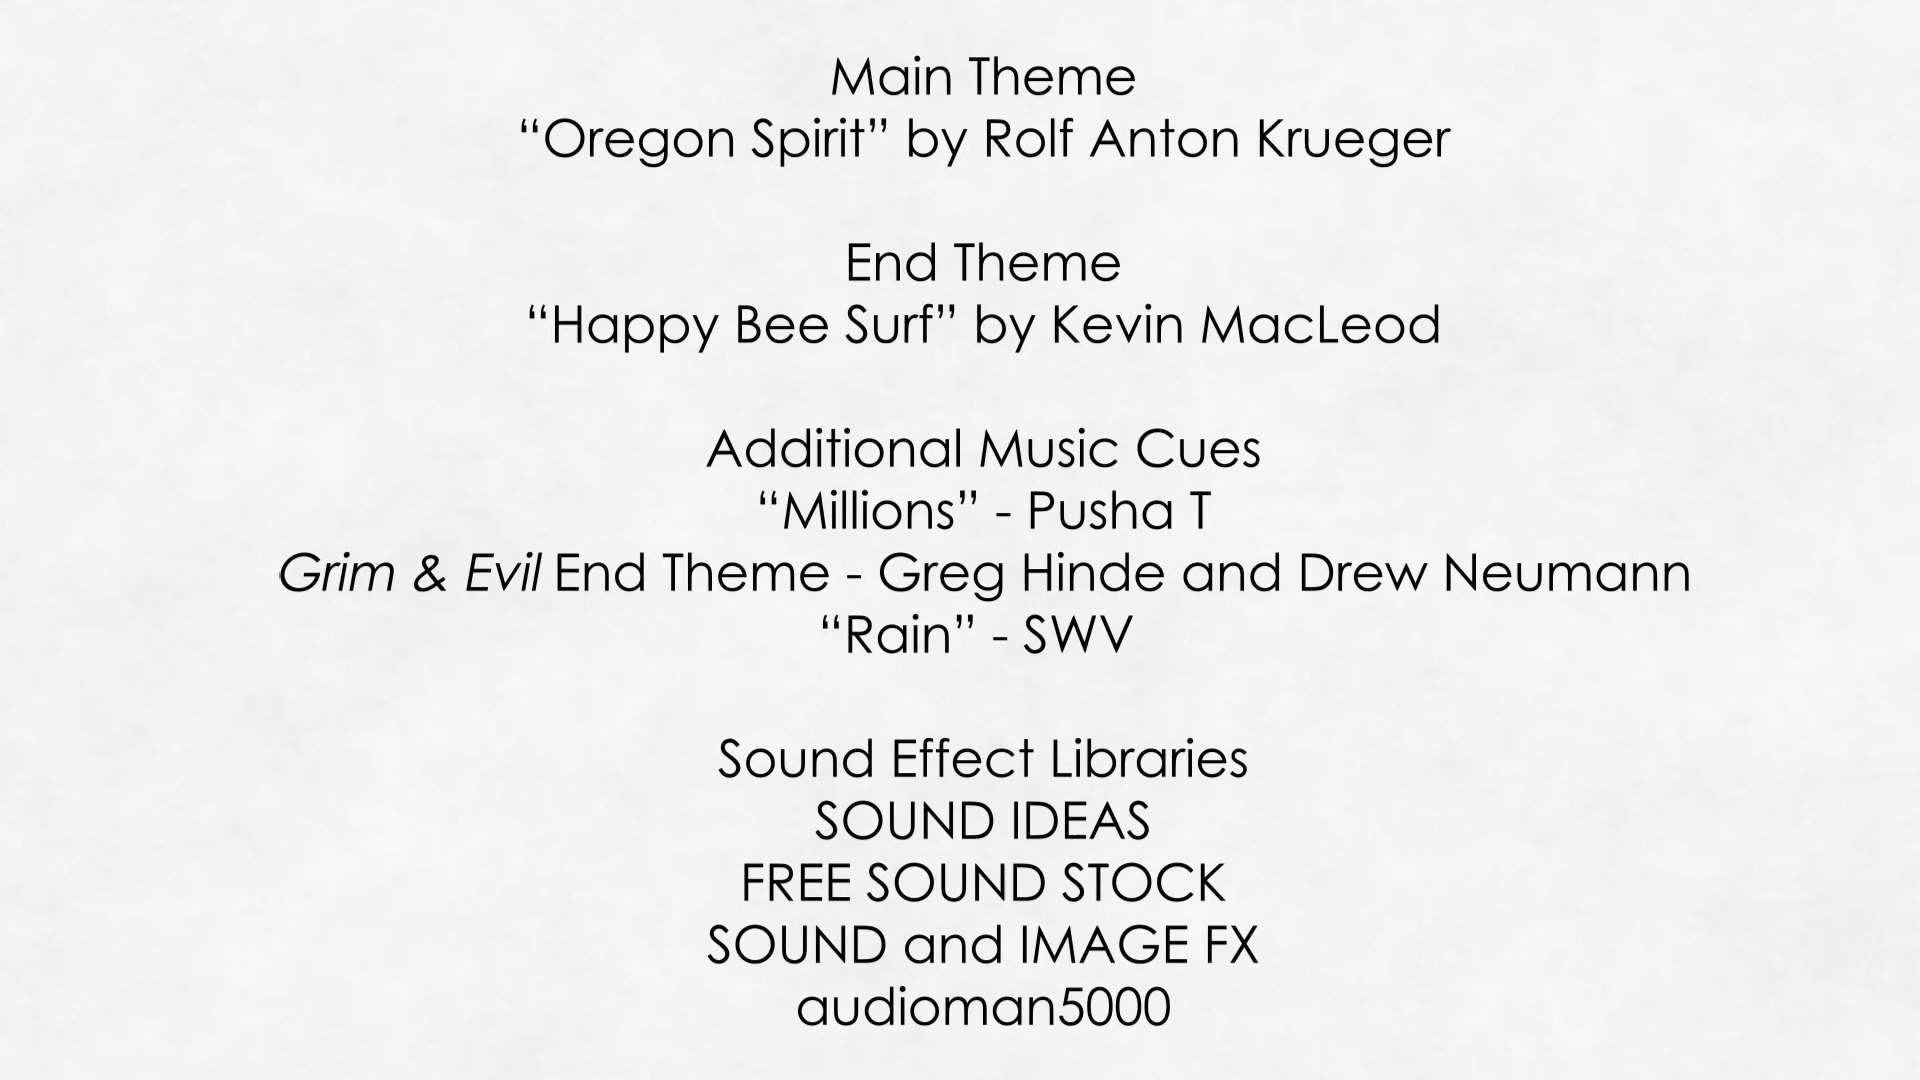 Main Theme
“Oregon Spirit” by Rolf Anton Krueger
End Theme
“Happy Bee Surf” by Kevin MacLeod
Additional Music Cues
“Millions” - Pusha T
Grim & Evil End Theme - Greg Hinde and Drew Neumann
“Rain” - SWV
Sound Effect Libraries
SOUND IDEAS
FREE SOUND STOCK
SOUND and IMAGE FX
audioman5000